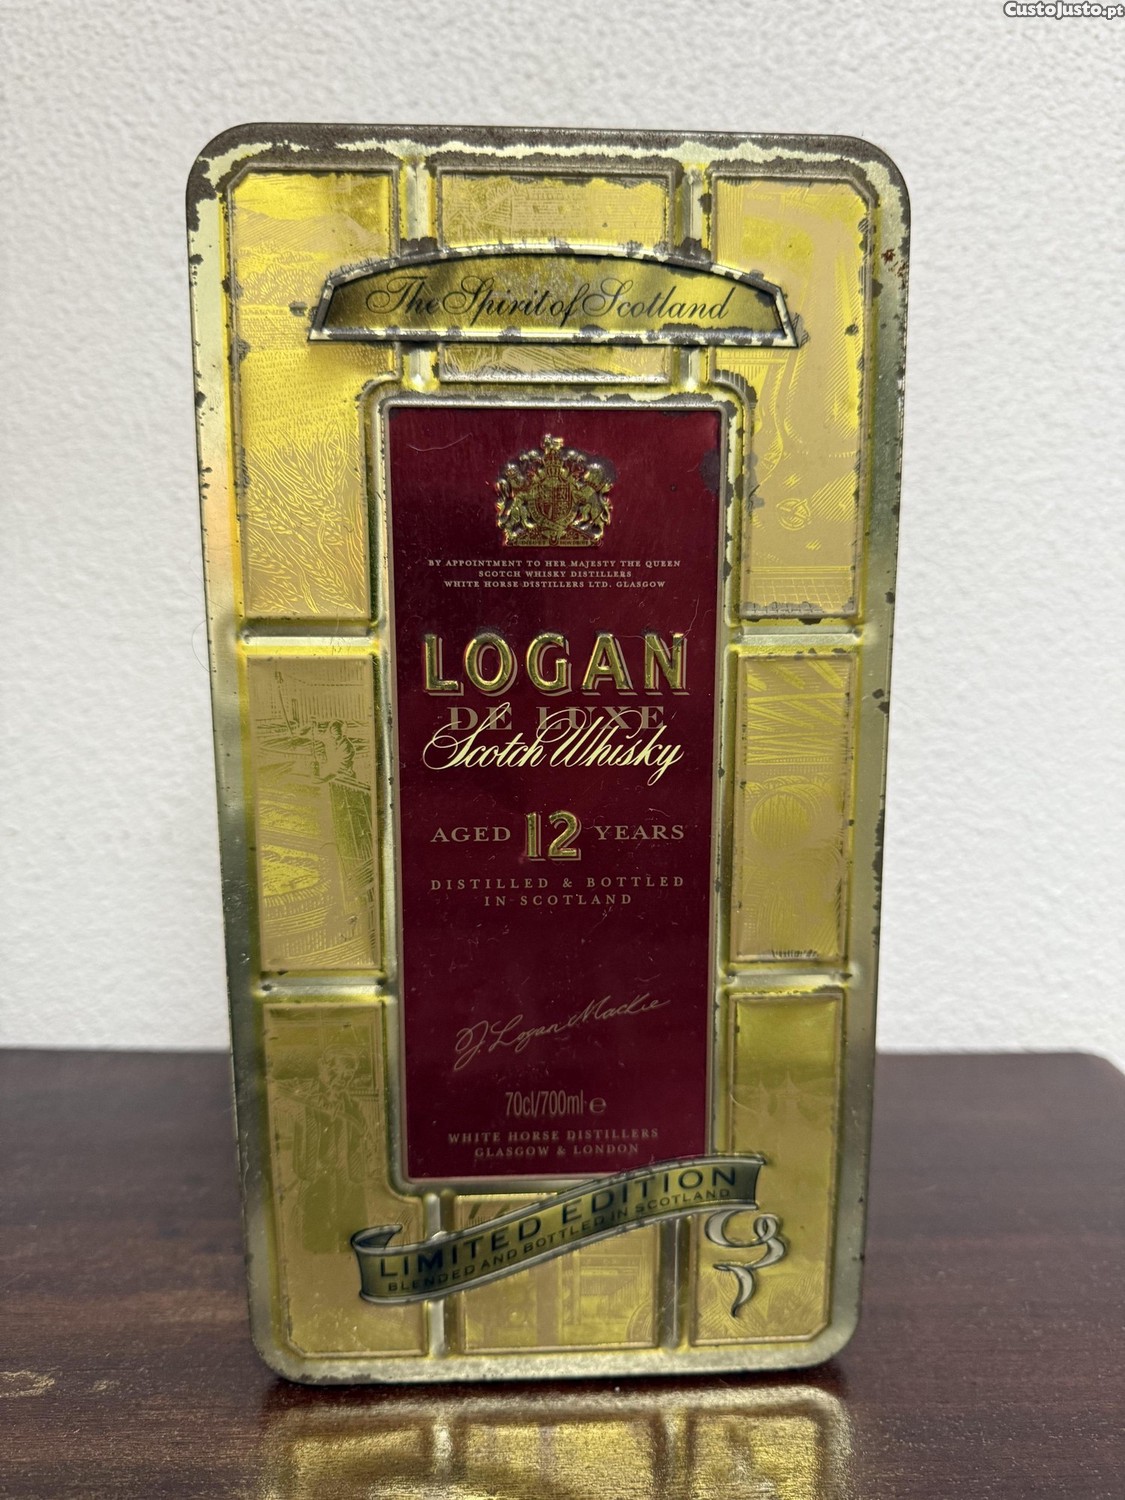 CustoJusto.pt
The Spirit of Scotland
BY APPOINTMENT TO HER MAJESTY THE QUEEN
SCOTCH WHISKY DISTILLERS
WHITE HORSE DISTILLERS LTD. GLASGOW
LOGAN
DE LUXE
Scotch Whisky
AGED 12 YEARS
DISTILLED & BOTTLED
IN SCOTLAND
J. Logan Mackie
70cl/700ml e
WHITE HORSE DISTILLERS
GLASGOW & LONDON
LIMITED EDITION
BLENDED AND BOTTLED IN SCOTLAND